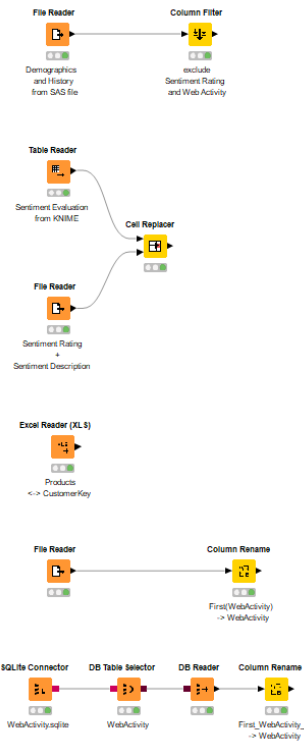 File Reader
Column Filter
Demographics
and History
from SAS file
exclude
Sentiment Rating
and Web Activity
Table Reader
Sentiment Evaluation
from KNIME
Cell Replacer
File Reader
Sentiment Rating
+
Sentiment Description
Excel Reader (XLS)
Products
<-> CustomerKey
File Reader
Column Rename
First(WebActivity)
-> WebActivity
SQLite Connector
DB Table Selector
DB Reader
Column Rename
WebActivity.sqlite
WebActivity
First_WebActivity_
-> WebActivity